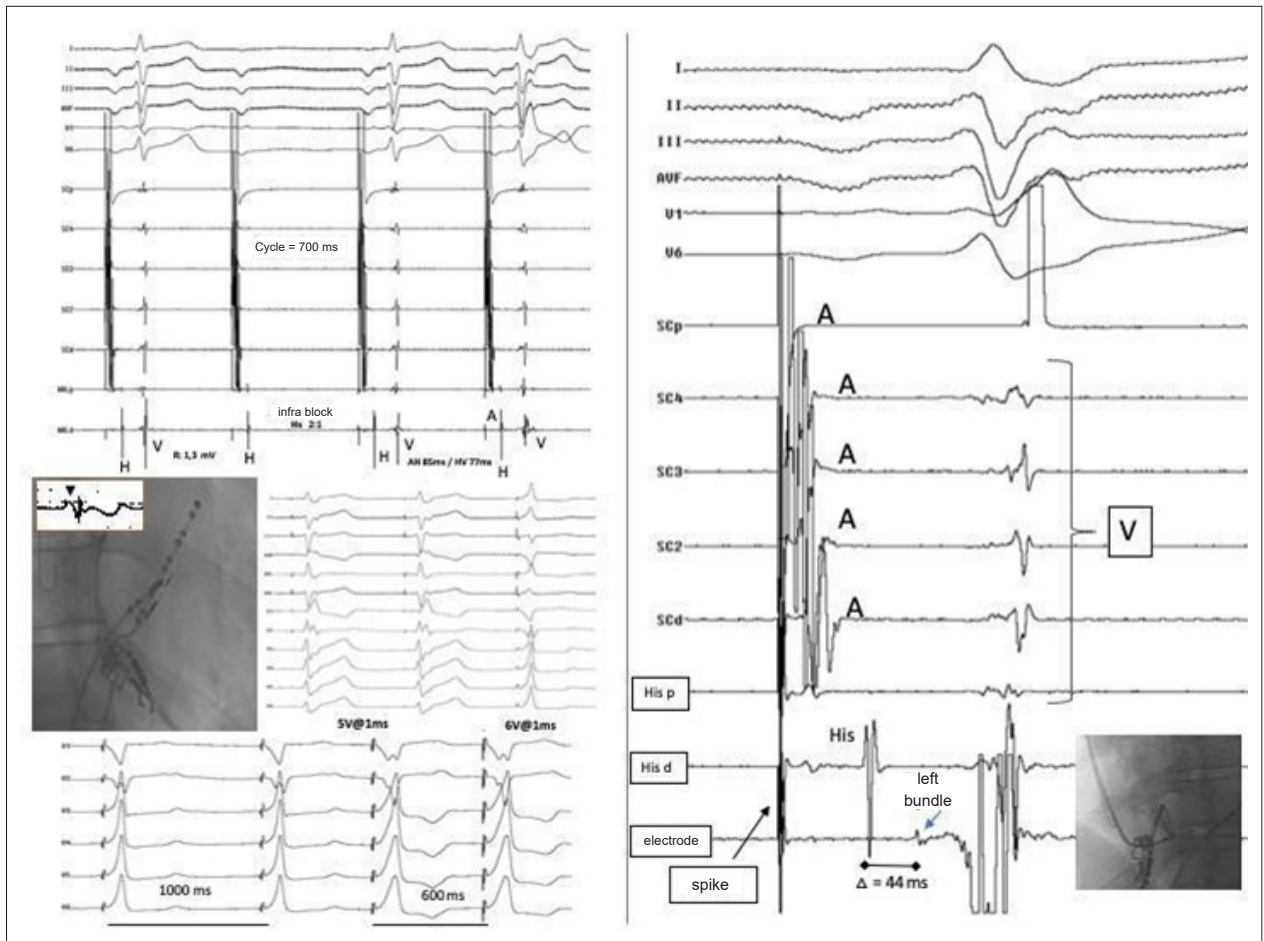 I
II
III
AVF
V1
V6
SCp
SC4
Cycle = 700 ms
SC3
SC2
SCd
infra block
His 2:1
A
V
R: 1,3 mV
H
H
H
V
AH 85ms / HV 77ms
H
V
5V@1ms
6V@1ms
1000 ms
600 ms
I
II
III
AVF
V1
V6
SCp
A
SC4
A
SC3
A
SC2
A
SCd
A
V
His p
His
His d
left
bundle
electrode
spike
Δ = 44 ms